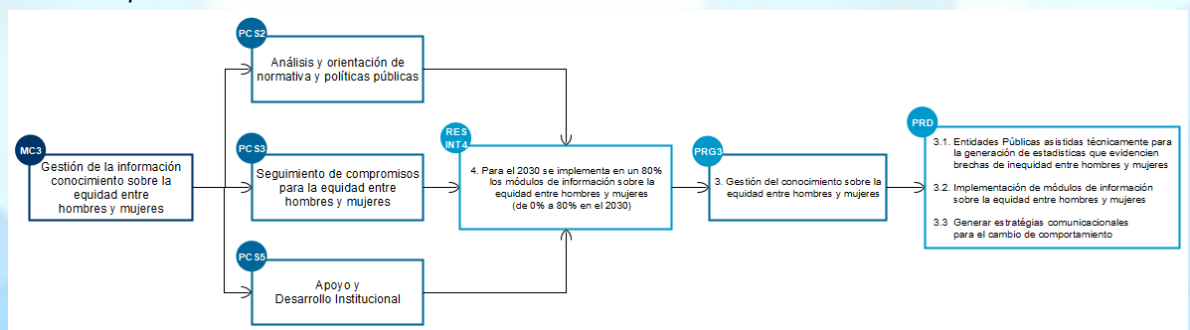 PCS2
Análisis y orientación de
normativa y políticas públicas
MC3
Gestión de la información
conocimiento sobre la
equidad entre
hombres y mujeres
PCS3
Seguimiento de compromisos
para la equidad entre
hombres y mujeres
PCS5
Apoyo y
Desarrollo Institucional
RES
INT4
4. Para el 2030 se implementa en un 80%
los módulos de información sobre la
equidad entre hombres y mujeres
(de 0% a 80% en el 2030)
PRG3
3. Gestión del conocimiento sobre la
equidad entre hombres y mujeres
PRD
3.1. Entidades Públicas asistidas técnicamente para
la generación de estadísticas que evidencien
brechas de inequidad entre hombres y mujeres
3.2. Implementación de módulos de información
sobre la equidad entre hombres y mujeres
3.3 Generar estratégias comunicacionales
para el cambio de comportamiento